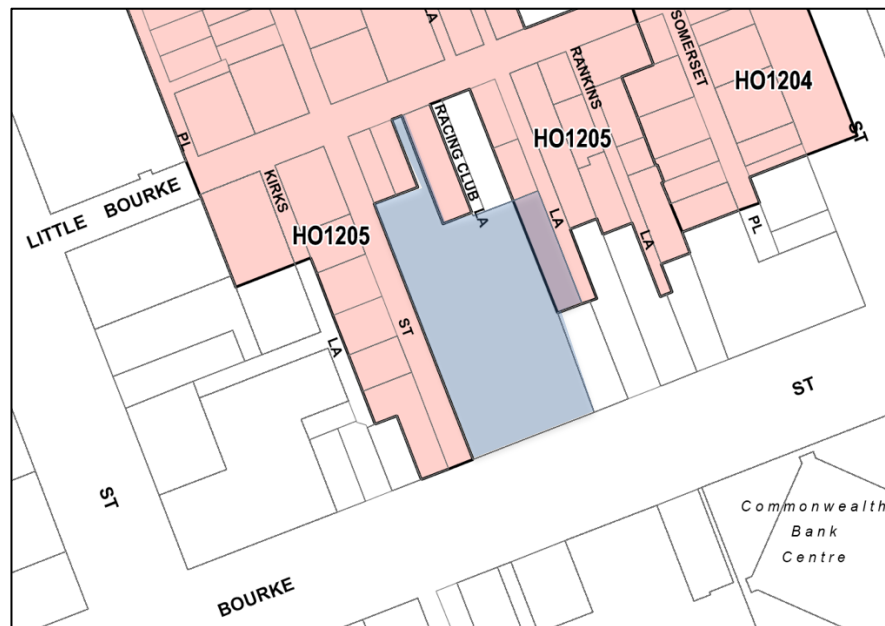 LA
SOMERSET
RANKINS
HO1204
RACING CLUB LA
HO1205
ST
PL
KIRKS
LITTLE BOURKE
HO1205
LA
LA
LA
PL
ST
LA
ST
ST
Commonwealth
Bank
Centre
BOURKE